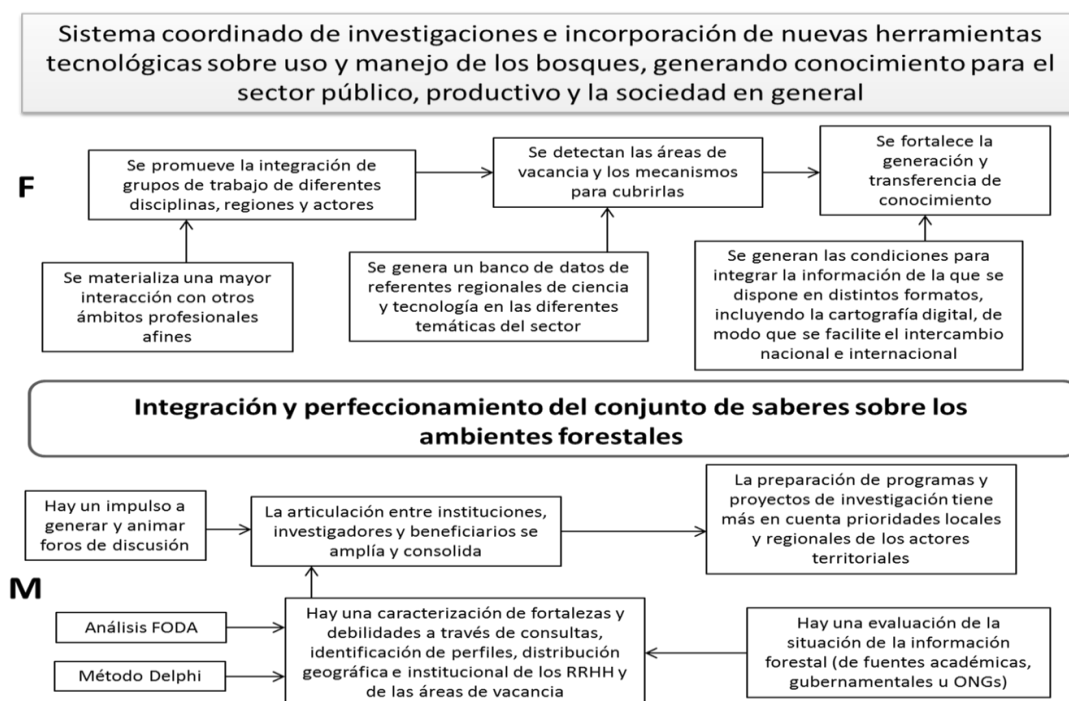 Sistema coordinado de investigaciones e incorporación de nuevas herramientas
tecnológicas sobre uso y manejo de los bosques, generando conocimiento para el
sector público, productivo y la sociedad en general
F
Se promueve la integración de
grupos de trabajo de diferentes
disciplinas, regiones y actores
Se detectan las áreas de
vacancia y los mecanismos
para cubrirlas
Se fortalece la
generación y
transferencia de
conocimiento
Se materializa una mayor
interacción con otros
ámbitos profesionales
afines
Se genera un banco de datos de
referentes regionales de ciencia
y tecnología en las diferentes
temáticas del sector
Se generan las condiciones para
integrar la información de la que se
dispone en distintos formatos,
incluyendo la cartografía digital, de
modo que se facilite el intercambio
nacional e internacional
Integración y perfeccionamiento del conjunto de saberes sobre los
ambientes forestales
Hay un impulso a
generar y animar
foros de discusión
La articulación entre instituciones,
investigadores y beneficiarios se
amplía y consolida
La preparación de programas y
proyectos de investigación tiene
más en cuenta prioridades locales
y regionales de los actores
territoriales
M
Análisis FODA
Método Delphi
Hay una caracterización de fortalezas y
debilidades a través de consultas,
identificación de perfiles, distribución
geográfica e institucional de los RRHH y
de las áreas de vacancia
Hay una evaluación de la
situación de la información
forestal (de fuentes académicas,
gubernamentales u ONGs)